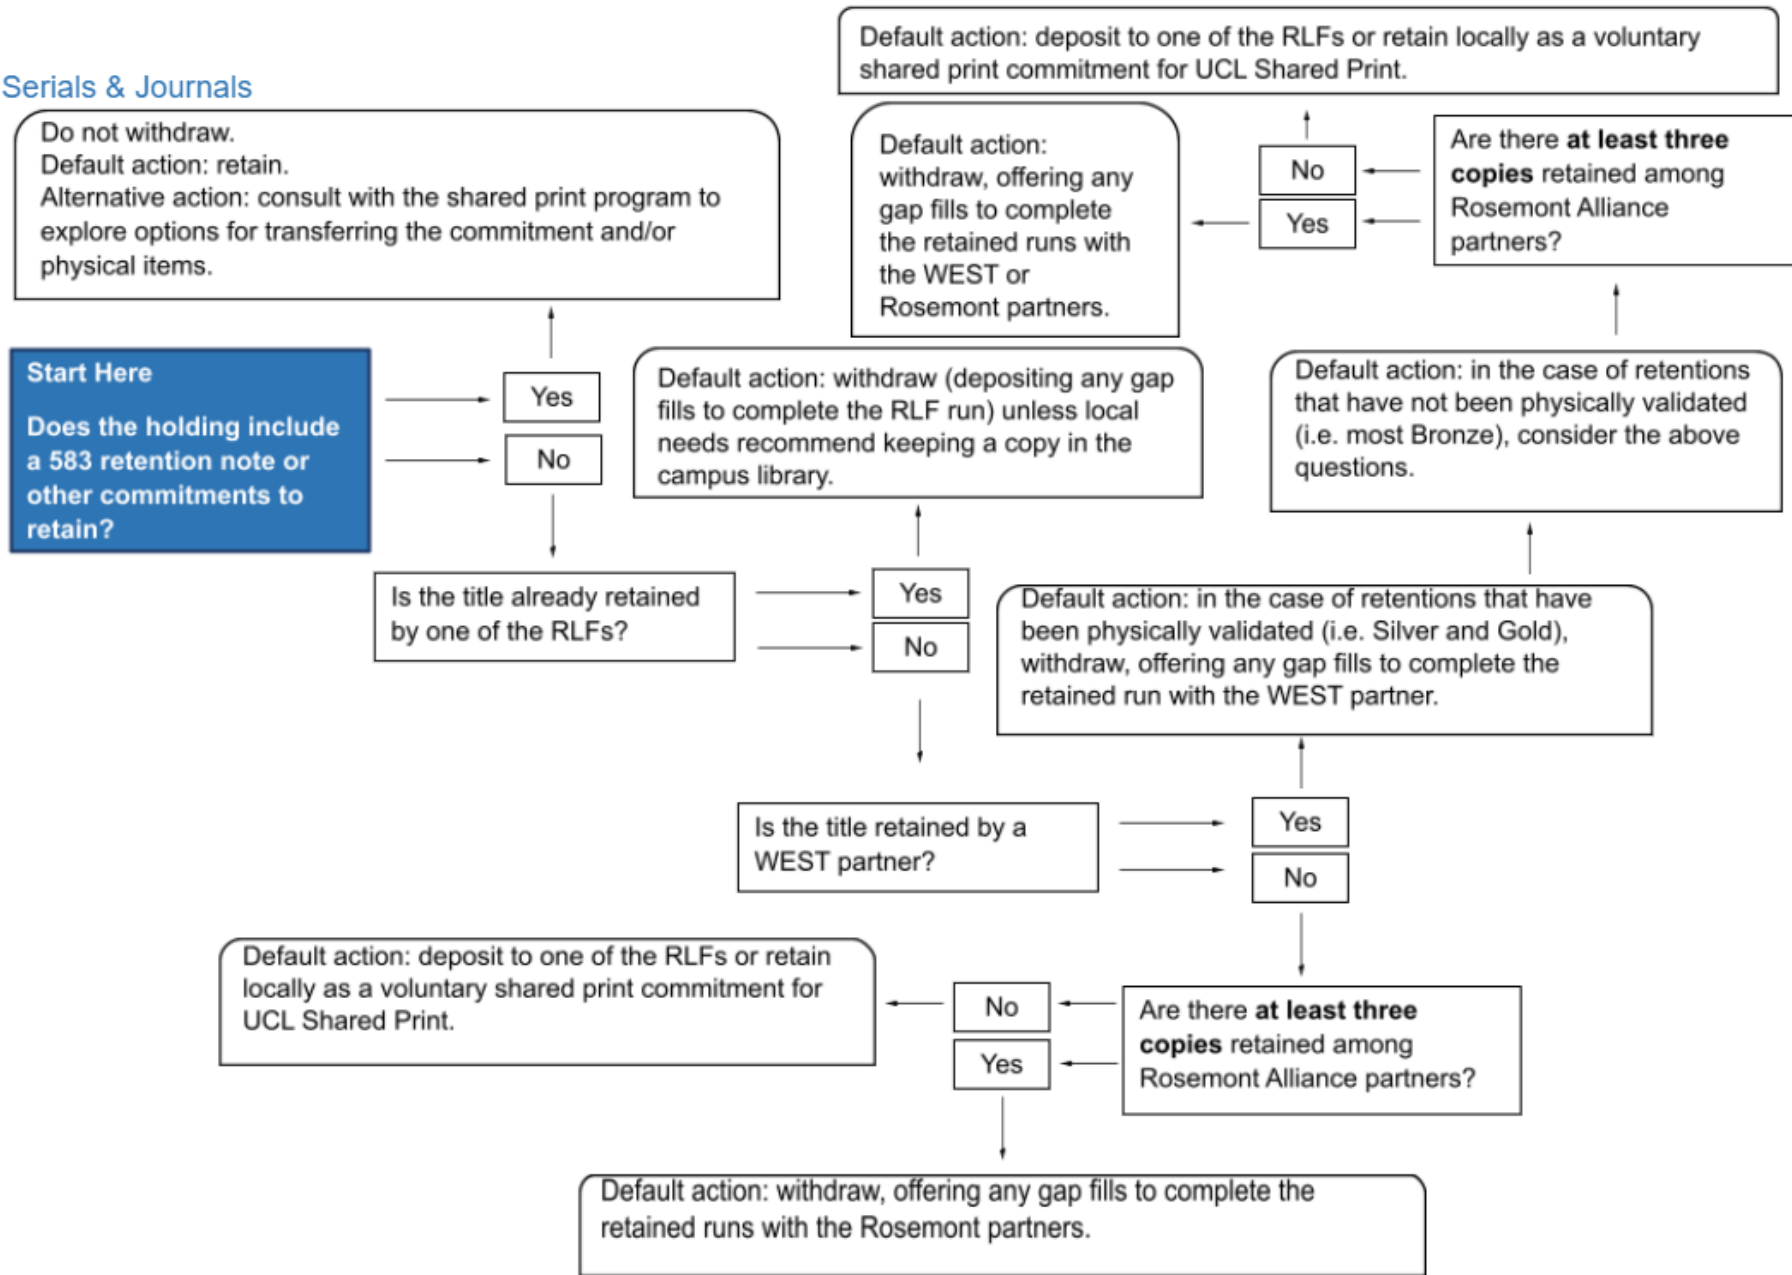 Serials & Journals
Do not withdraw.
Default action: retain.
Alternative action: consult with the shared print program to
explore options for transferring the commitment and/or
physical items.
Start Here
Does the holding include
a 583 retention note or
other commitments to
retain?
Yes
No
Is the title already retained
by one of the RLFs?
Yes
No
Default action: withdraw (depositing any gap
fills to complete the RLF run) unless local
needs recommend keeping a copy in the
campus library.
Is the title retained by a
WEST partner?
Yes
No
Default action: in the case of retentions that have
been physically validated (i.e. Silver and Gold),
withdraw, offering any gap fills to complete the
retained run with the WEST partner.
Default action: in the case of retentions
that have not been physically validated
(i.e. most Bronze), consider the above
questions.
Are there at least three
copies retained among
Rosemont Alliance
partners?
No
Yes
Default action: deposit to one of the RLFs or retain locally as a voluntary
shared print commitment for UCL Shared Print.
Default action:
withdraw, offering any
gap fills to complete
the retained runs with
the WEST or
Rosemont partners.
Are there at least three
copies retained among
Rosemont Alliance partners?
No
Yes
Default action: deposit to one of the RLFs or retain
locally as a voluntary shared print commitment for
UCL Shared Print.
Default action: withdraw, offering any gap fills to complete the
retained runs with the Rosemont partners.